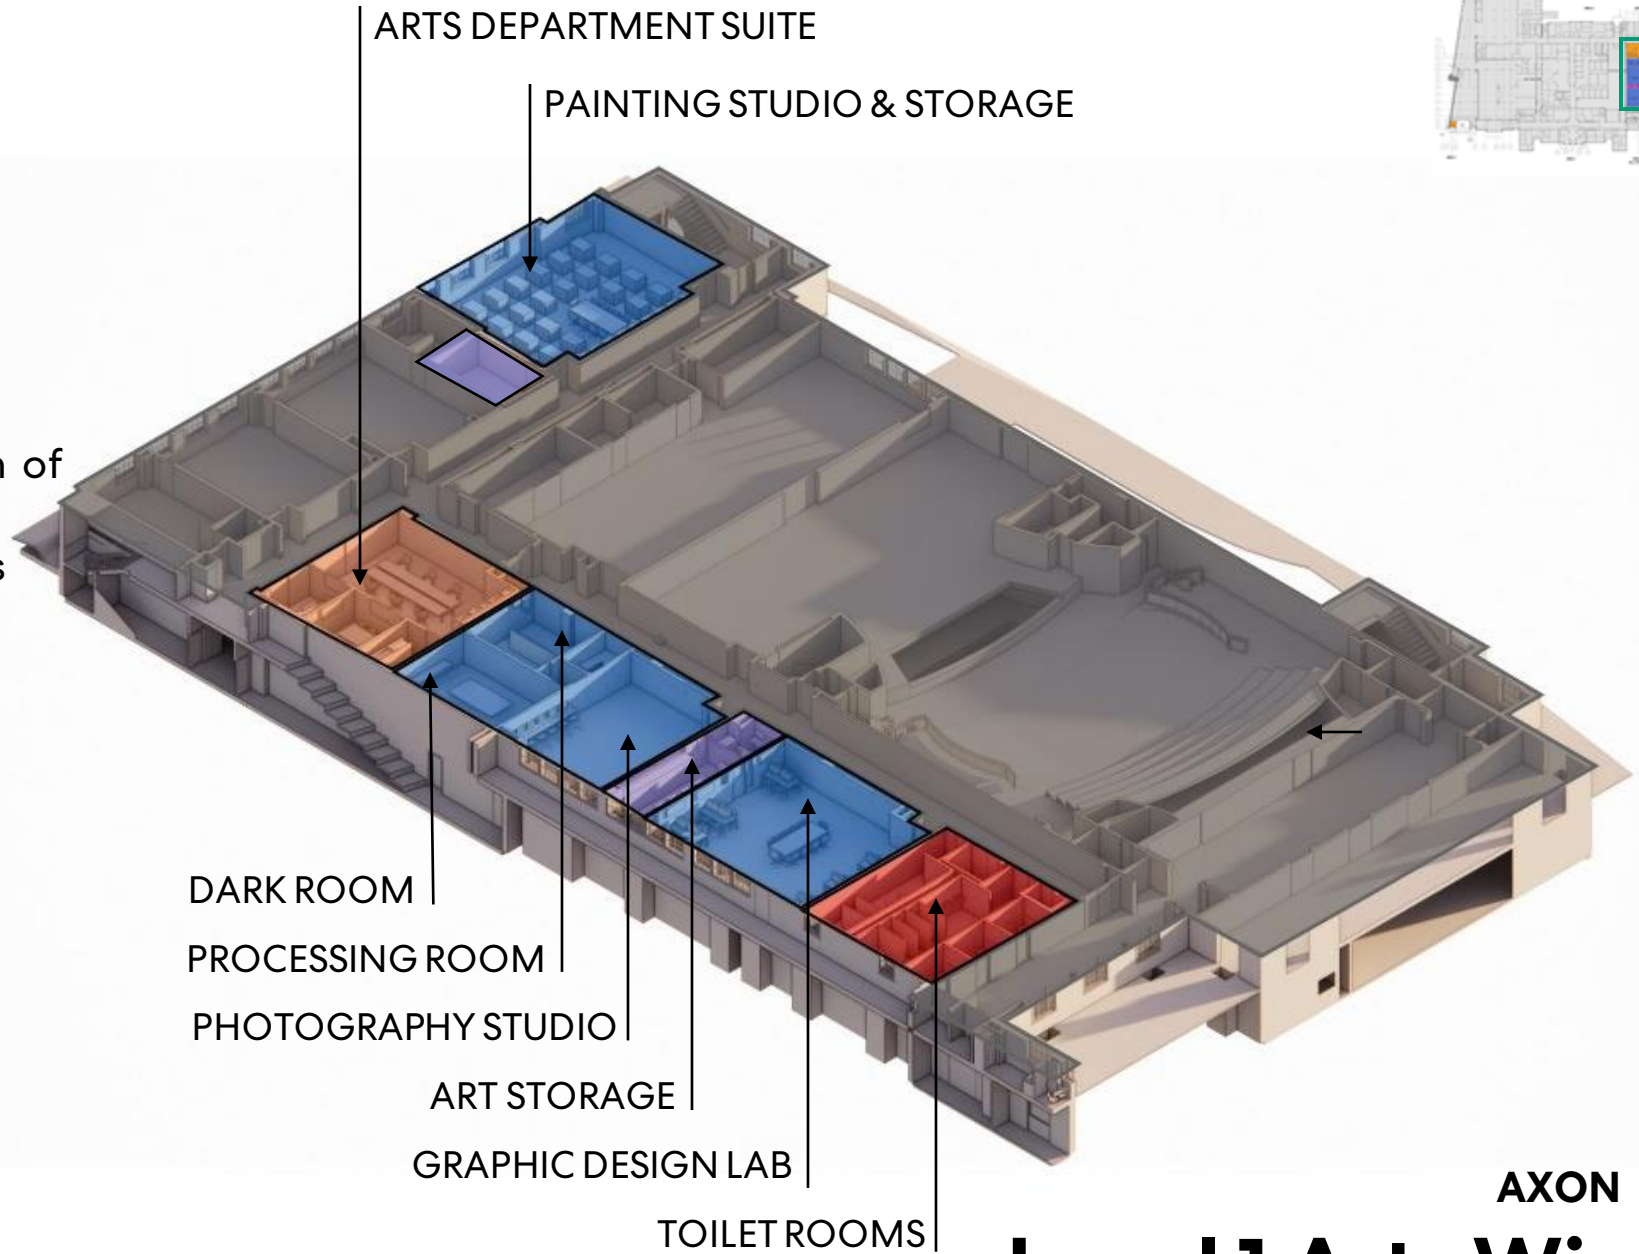 ARTS DEPARTMENT SUITE
PAINTING STUDIO & STORAGE
of
DARK ROOM
PROCESSING ROOM
PHOTOGRAPHY STUDIO
ART STORAGE
GRAPHIC DESIGN LAB
TOILET ROOMS
AXON